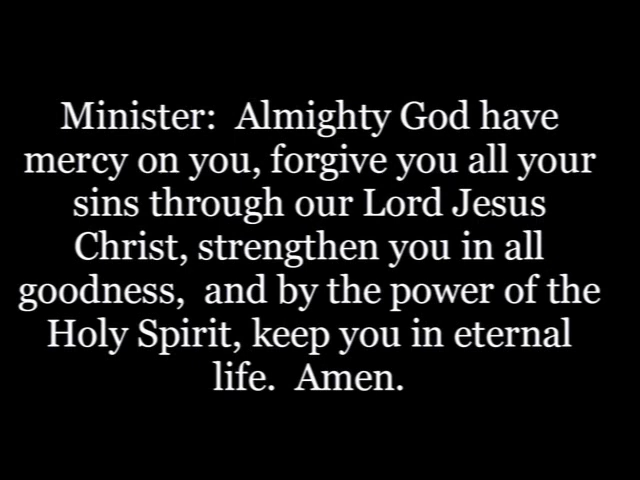 Minister:  Almighty God have
mercy on you, forgive you all your
sins through our Lord Jesus
Christ, strengthen you in all
goodness,  and by the power of the
Holy Spirit, keep you in eternal
life.  Amen.